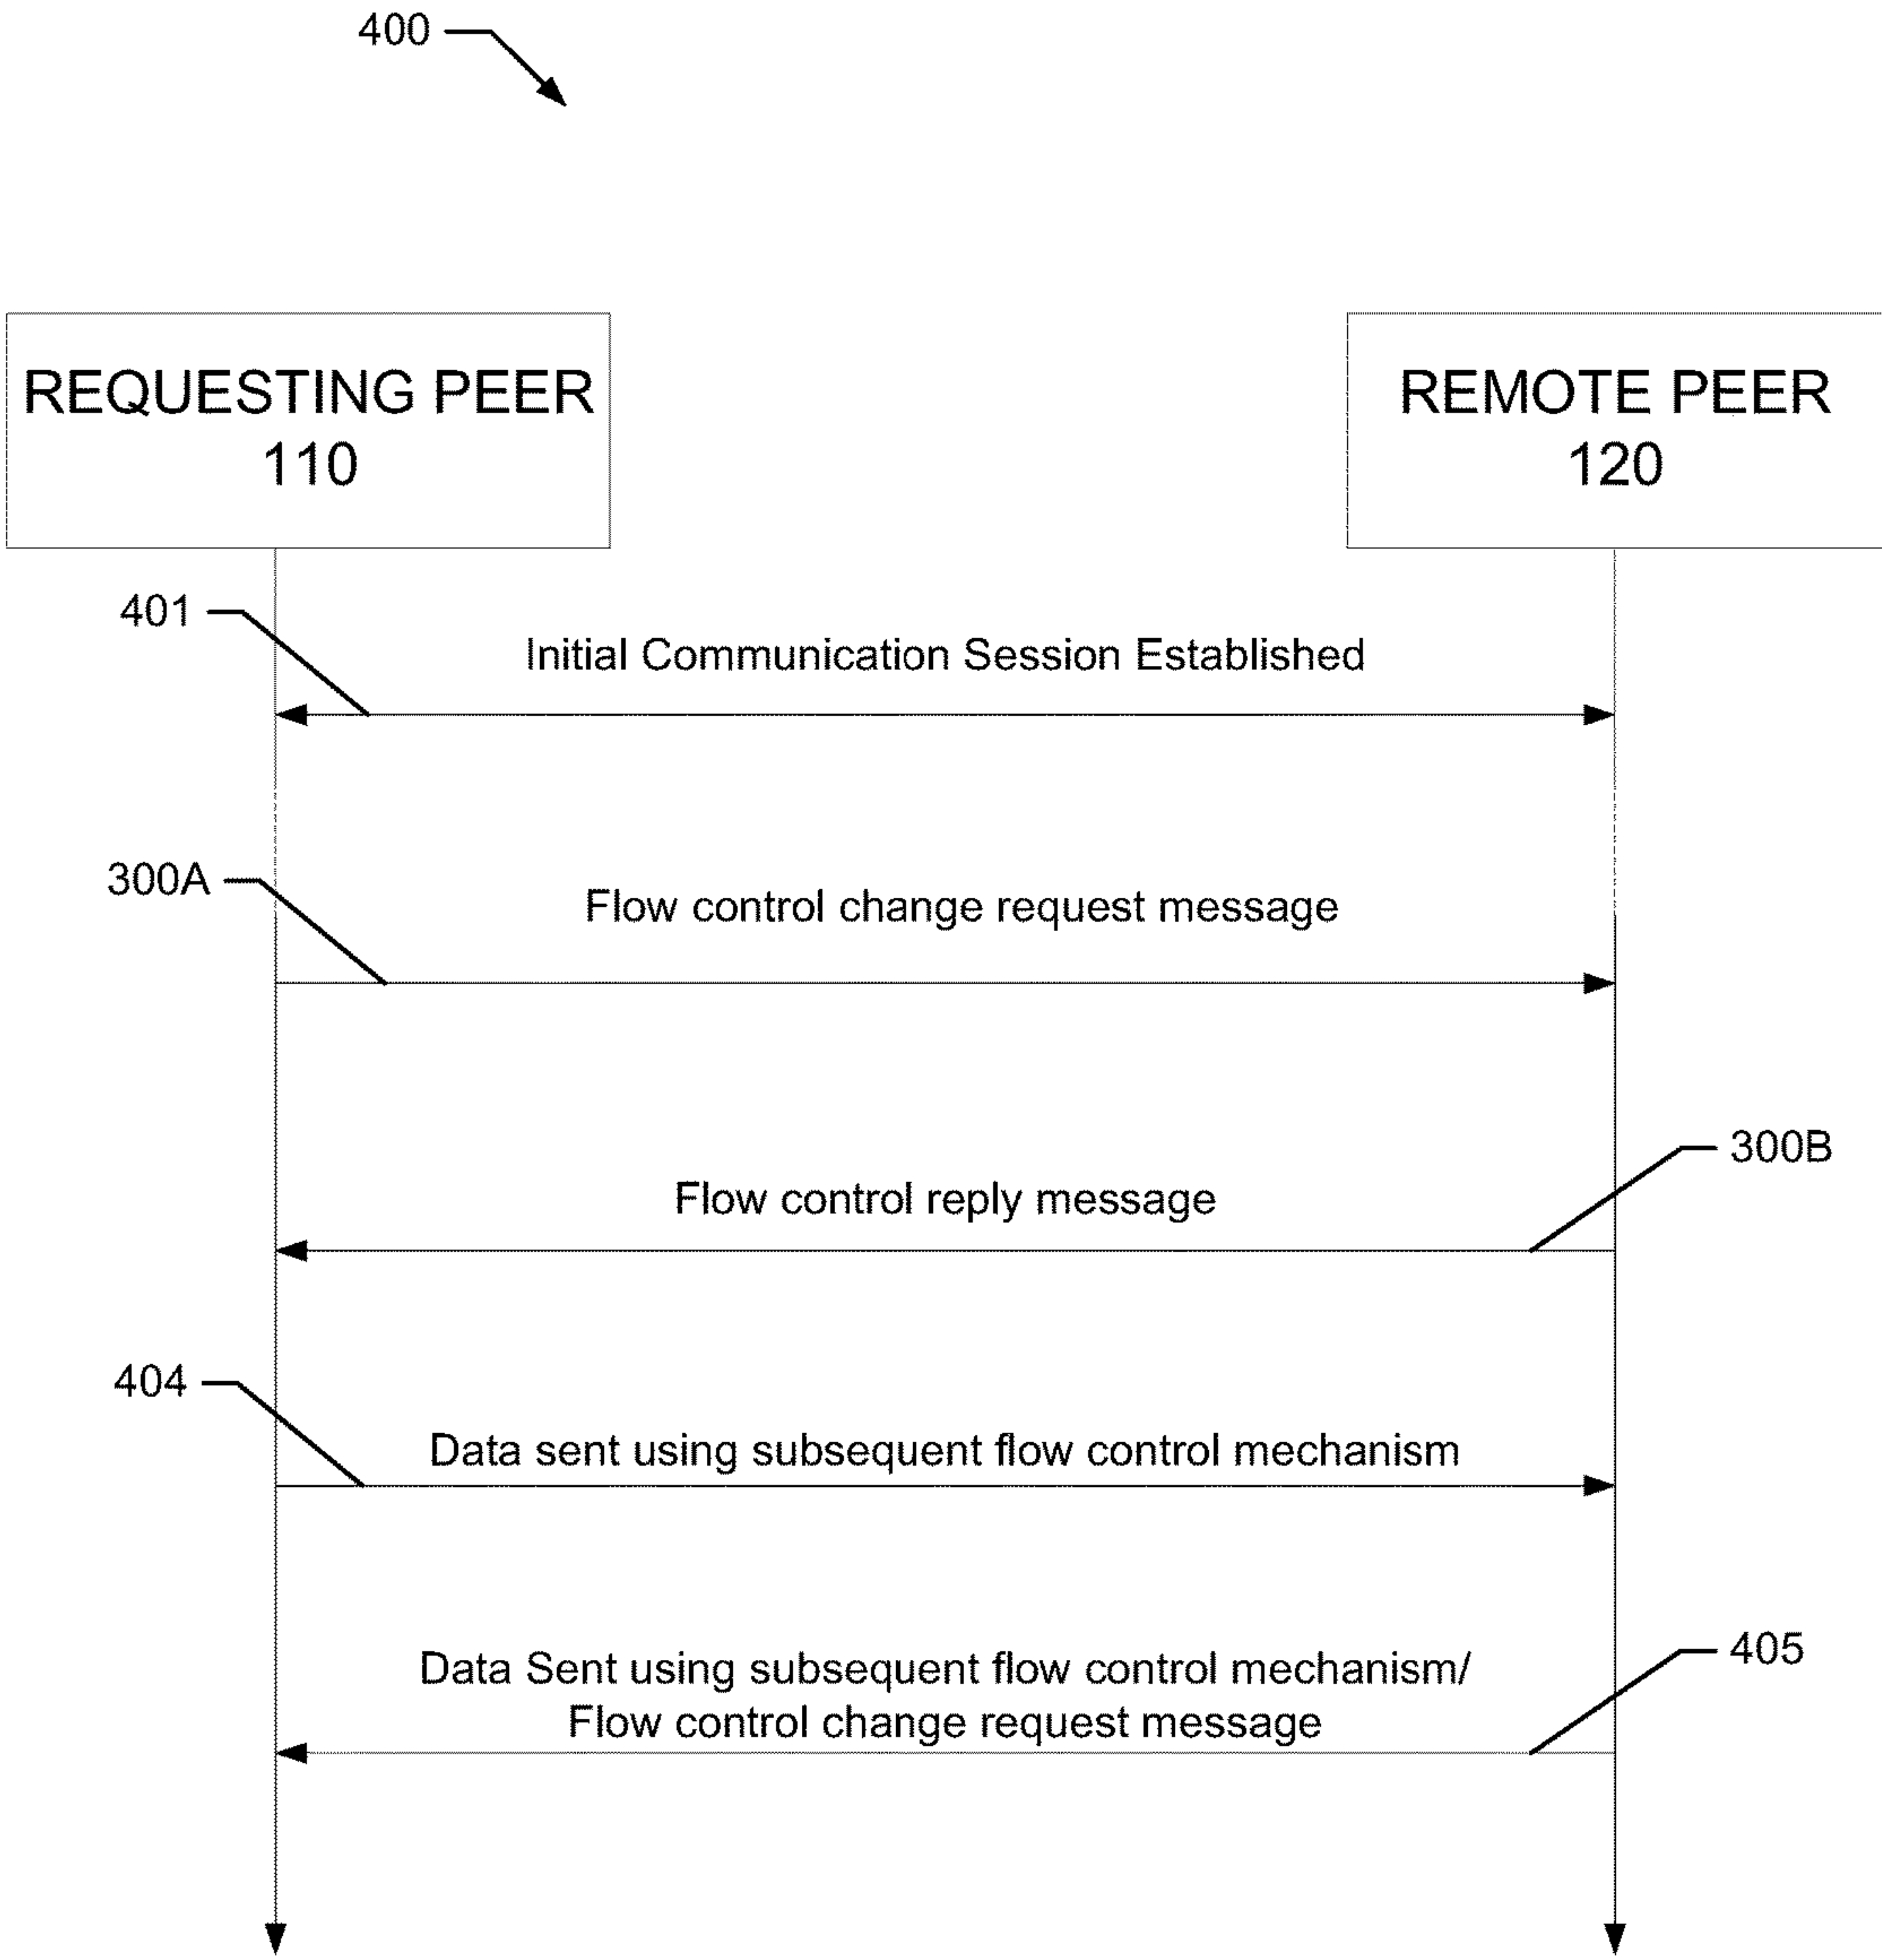 400
REQUESTING PEER
110
REMOTE PEER
120
401
Initial Communication Session Established
300A
Flow control change request message
300B
Flow control reply message
404
Data sent using subsequent flow control mechanism
405
Data Sent using subsequent flow control mechanism/
Flow control change request message